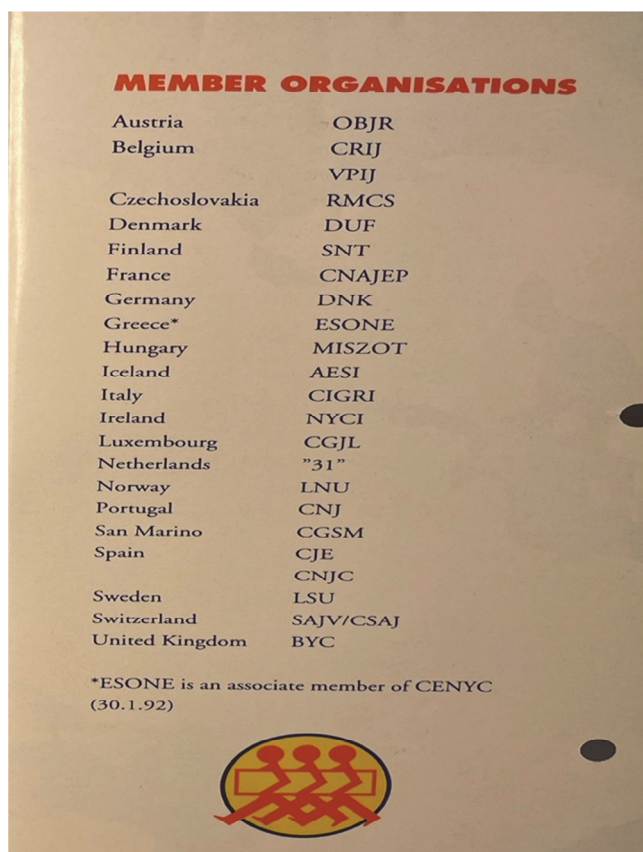 MEMBER ORGANISATIONS
Austria OBJR
Belgium CRIJ
VPIJ
Czechoslovakia RMCS
Denmark DUF
Finland SNT
France CNAJEP
Germany DNK
Greece* ESONE
Hungary MISZOT
Iceland AESI
Italy CIGRI
Ireland NYCI
Luxembourg CGJL
Netherlands ”31”
Norway LNU
Portugal CNJ
San Marino CGSM
Spain CJE
CNJC
Sweden LSU
Switzerland SAJV/CSAJ
United Kingdom BYC
*ESONE is an associate member of CENYC
(30.1.92)